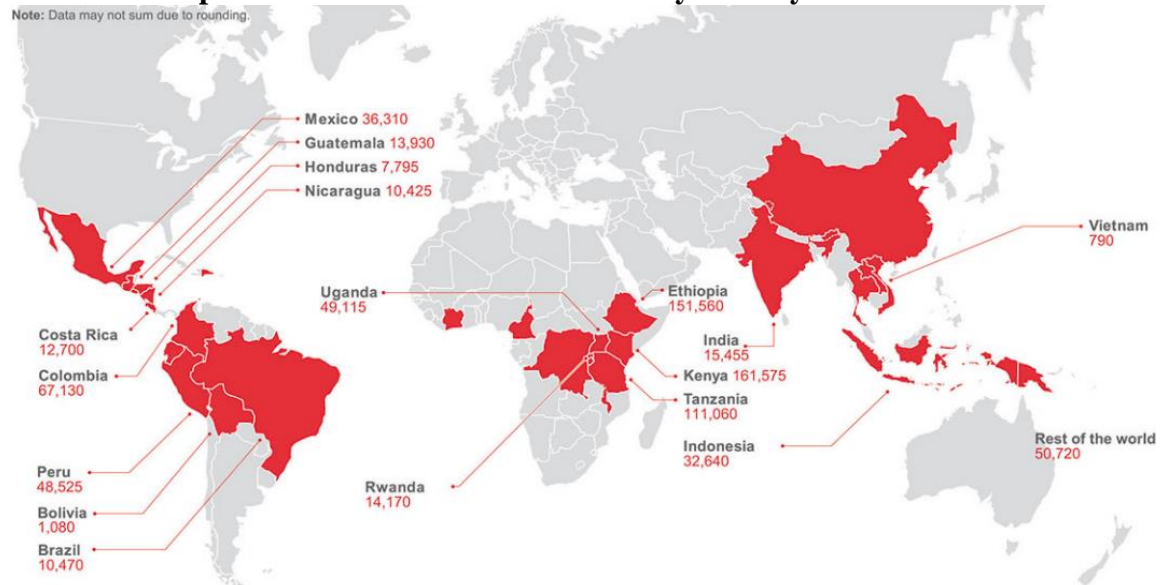 Note: Data may not sum due to rounding.
Mexico 36,310
Guatemala 13,930
Honduras 7,795
Nicaragua 10,425
Vietnam
790
Uganda
49,115
Ethiopia
151,560
Costa Rica
12,700
India
15,455
Colombia
67,130
Kenya 161,575
Tanzania
111,060
Indonesia
32,640
Rest of the world
50,720
Peru
48,525
Rwanda
14,170
Bolivia
1,080
Brazil
10,470